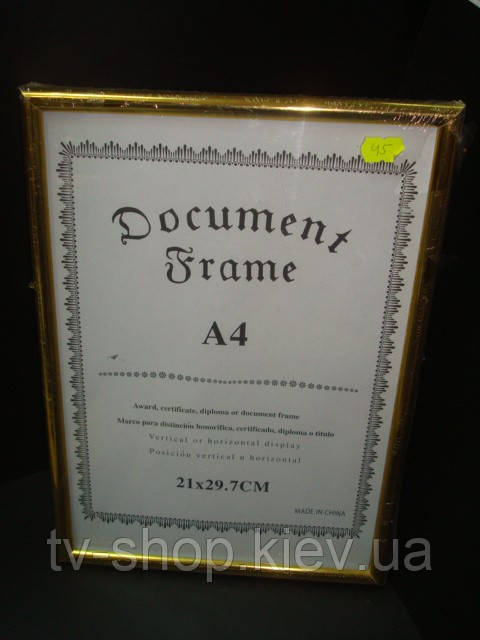 45
Document
Frame
A4
Award, certificate, diploma or document frame
Marco para distinción honorífica, certificado, diploma o título
Vertical or horizontal display
Posición vertical u horizontal
21x29.7CM
MADE IN CHINA
tv-shop.киев.ua